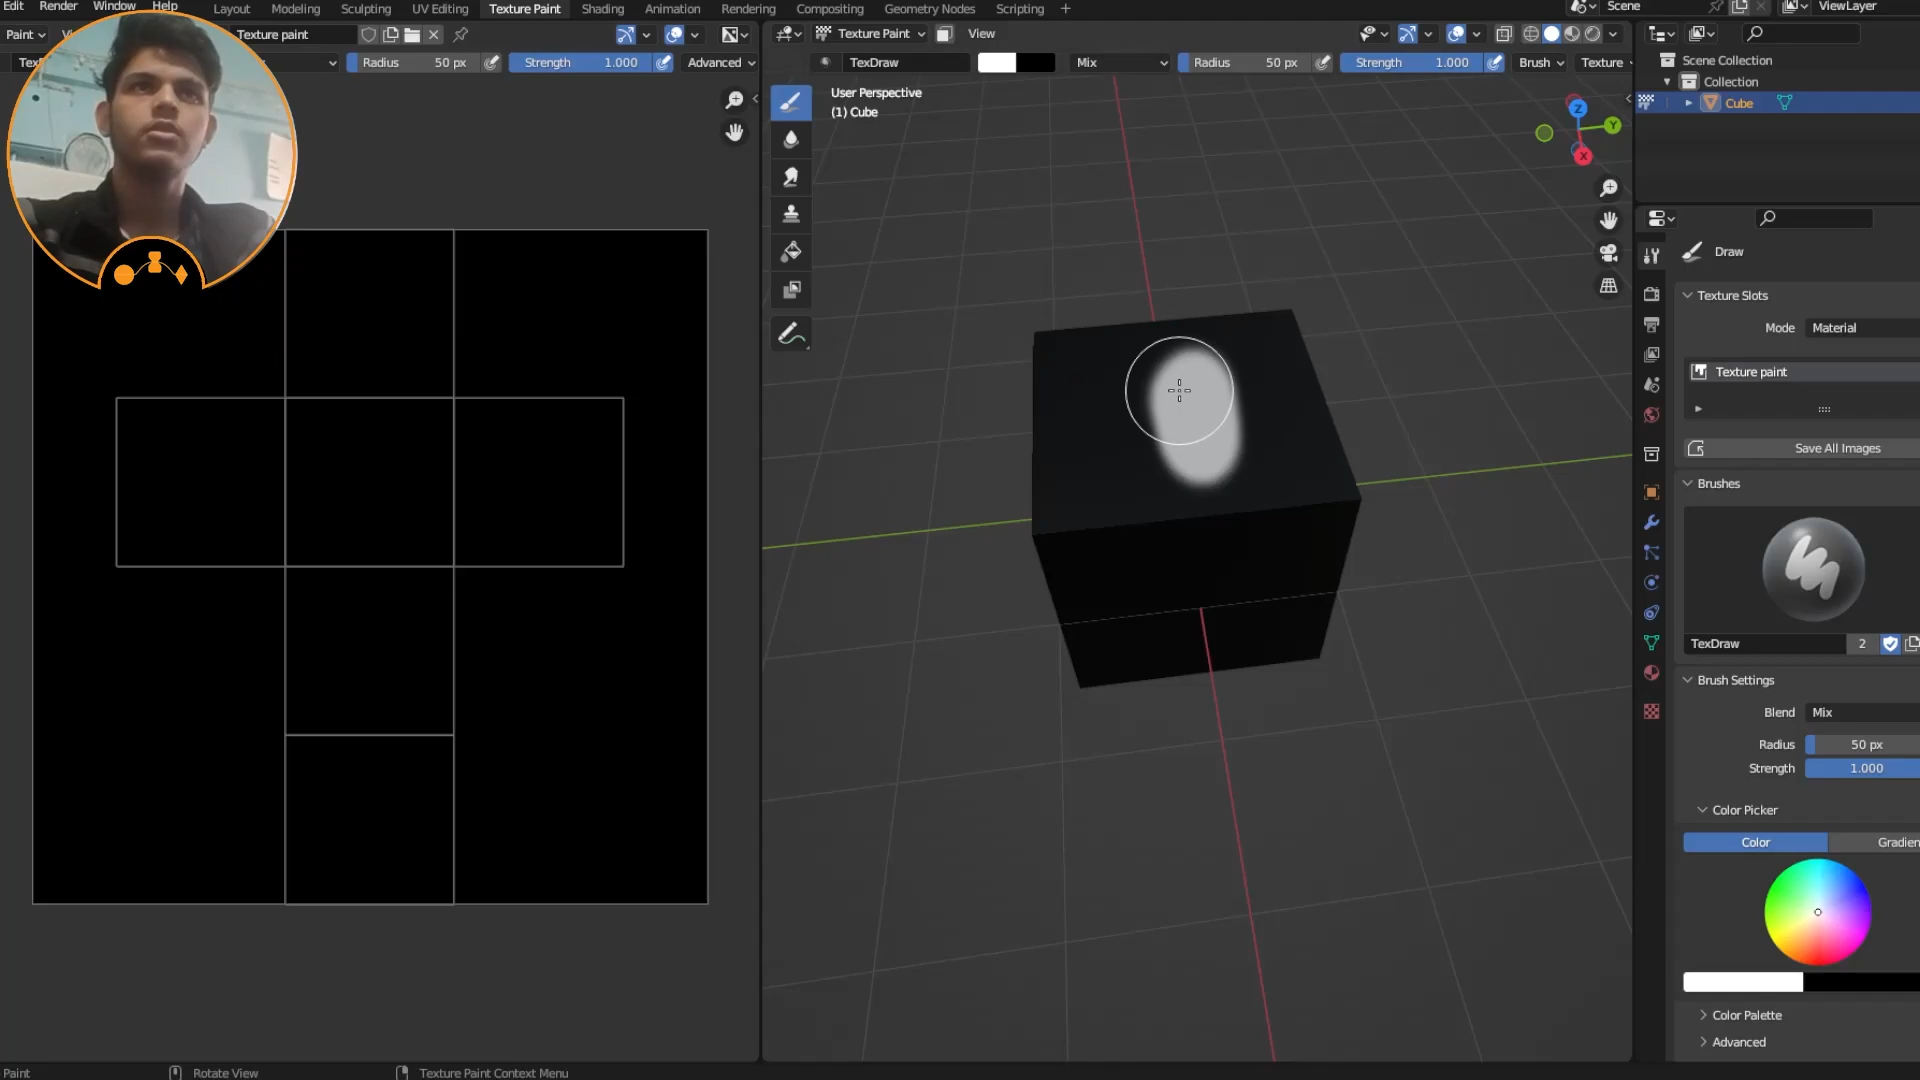 Edit Render Window Help Layout Modeling Sculpting UV Editing Texture Paint Shading Animation Rendering Compositing Geometry Nodes Scripting + Scene ViewLayer
Paint Texture paint Texture Paint View
Radius 50 px Strength 1.000 Advanced TexDraw Mix Radius 50 px Strength 1.000 Brush Texture
User Perspective
(1) Cube
Z
Y
X
Scene Collection
Collection
Cube
Draw
Texture Slots
Mode Material
Texture paint
Save All Images
Brushes
TexDraw 2
Brush Settings
Blend Mix
Radius 50 px
Strength 1.000
Color Picker
Color Gradien
Color Palette
Advanced
Paint Rotate View Texture Paint Context Menu